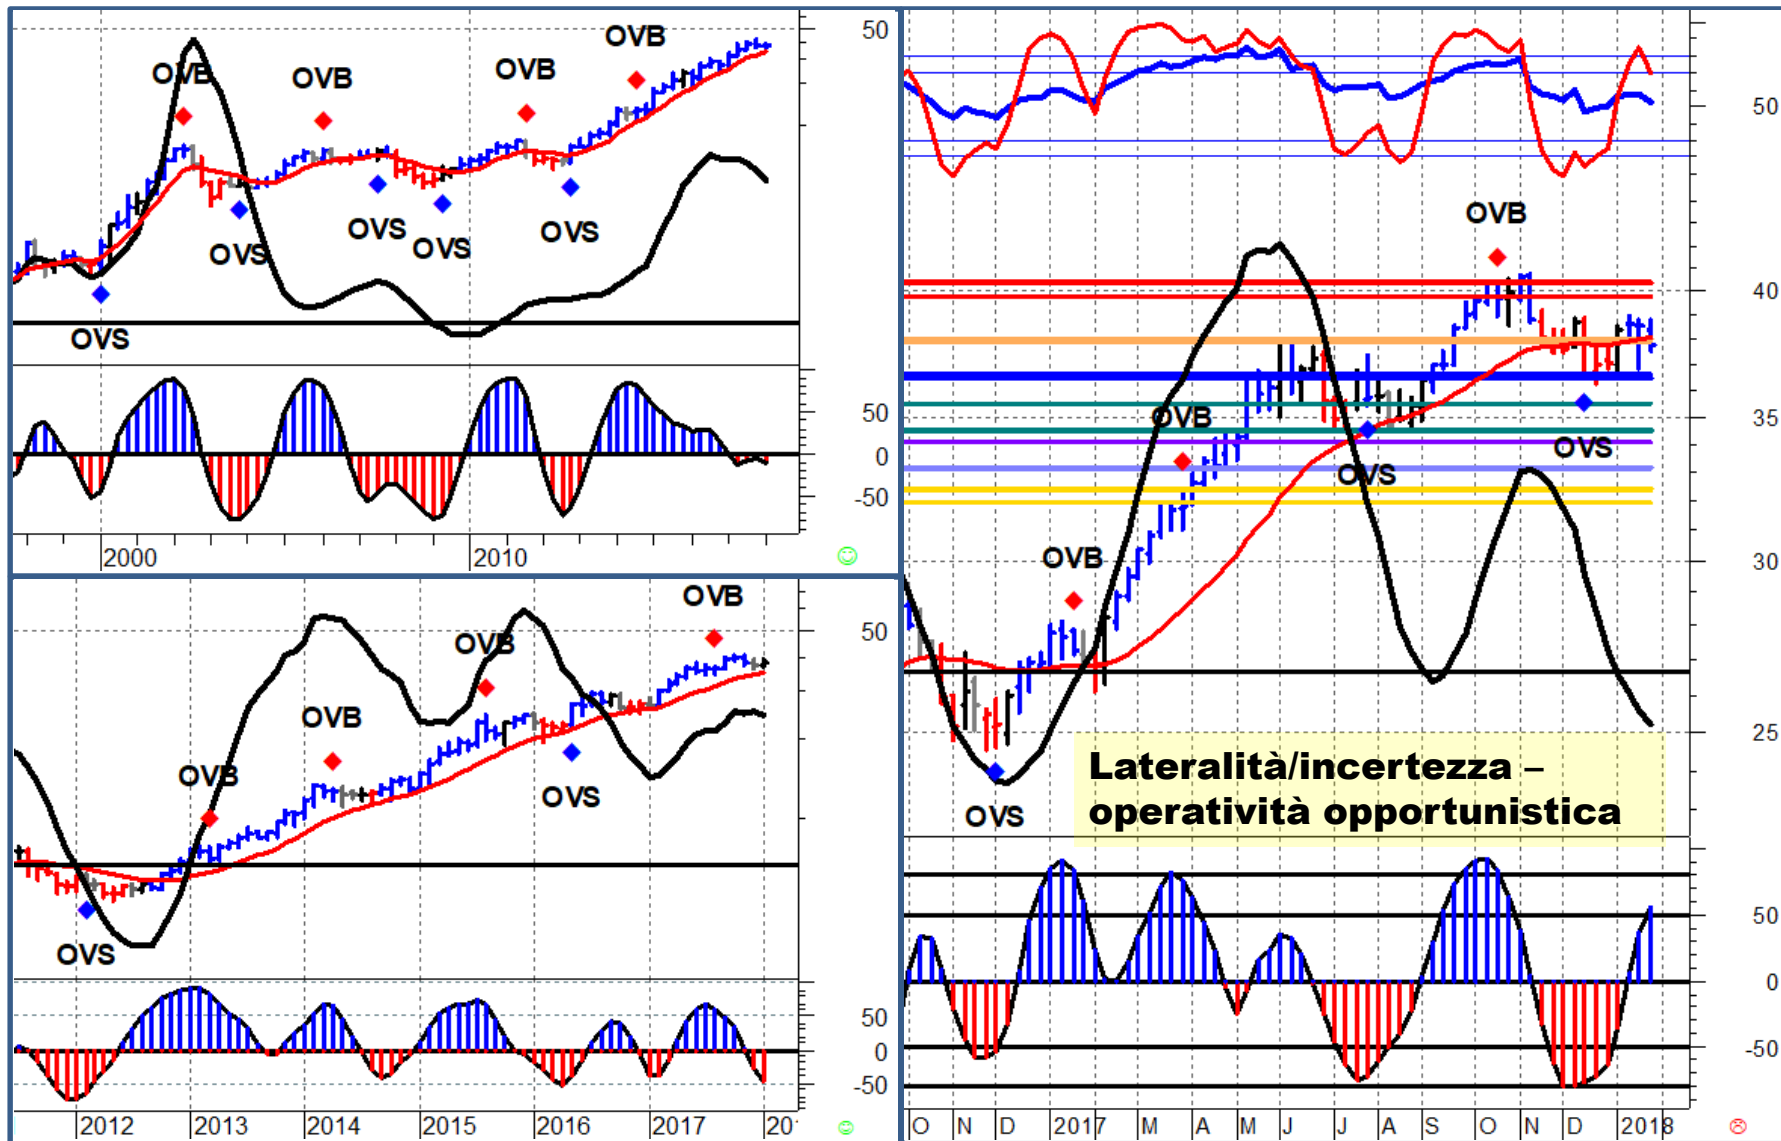 50
OVB
OVB
OVB
OVB
OVS
OVS
OVS
OVS
OVS
50
0
-50
2000
2010
OVB
OVB
OVB
OVB
50
OVS
OVS
50
0
-50
2012
2013
2014
2015
2016
2017
20
50
OVB
40
OVB
35
OVS
OVS
OVB
30
25
Lateralità/incertezza –
operatività opportunistica
OVS
50
0
-50
O N D 2017 M A M J J A S O N D 2018